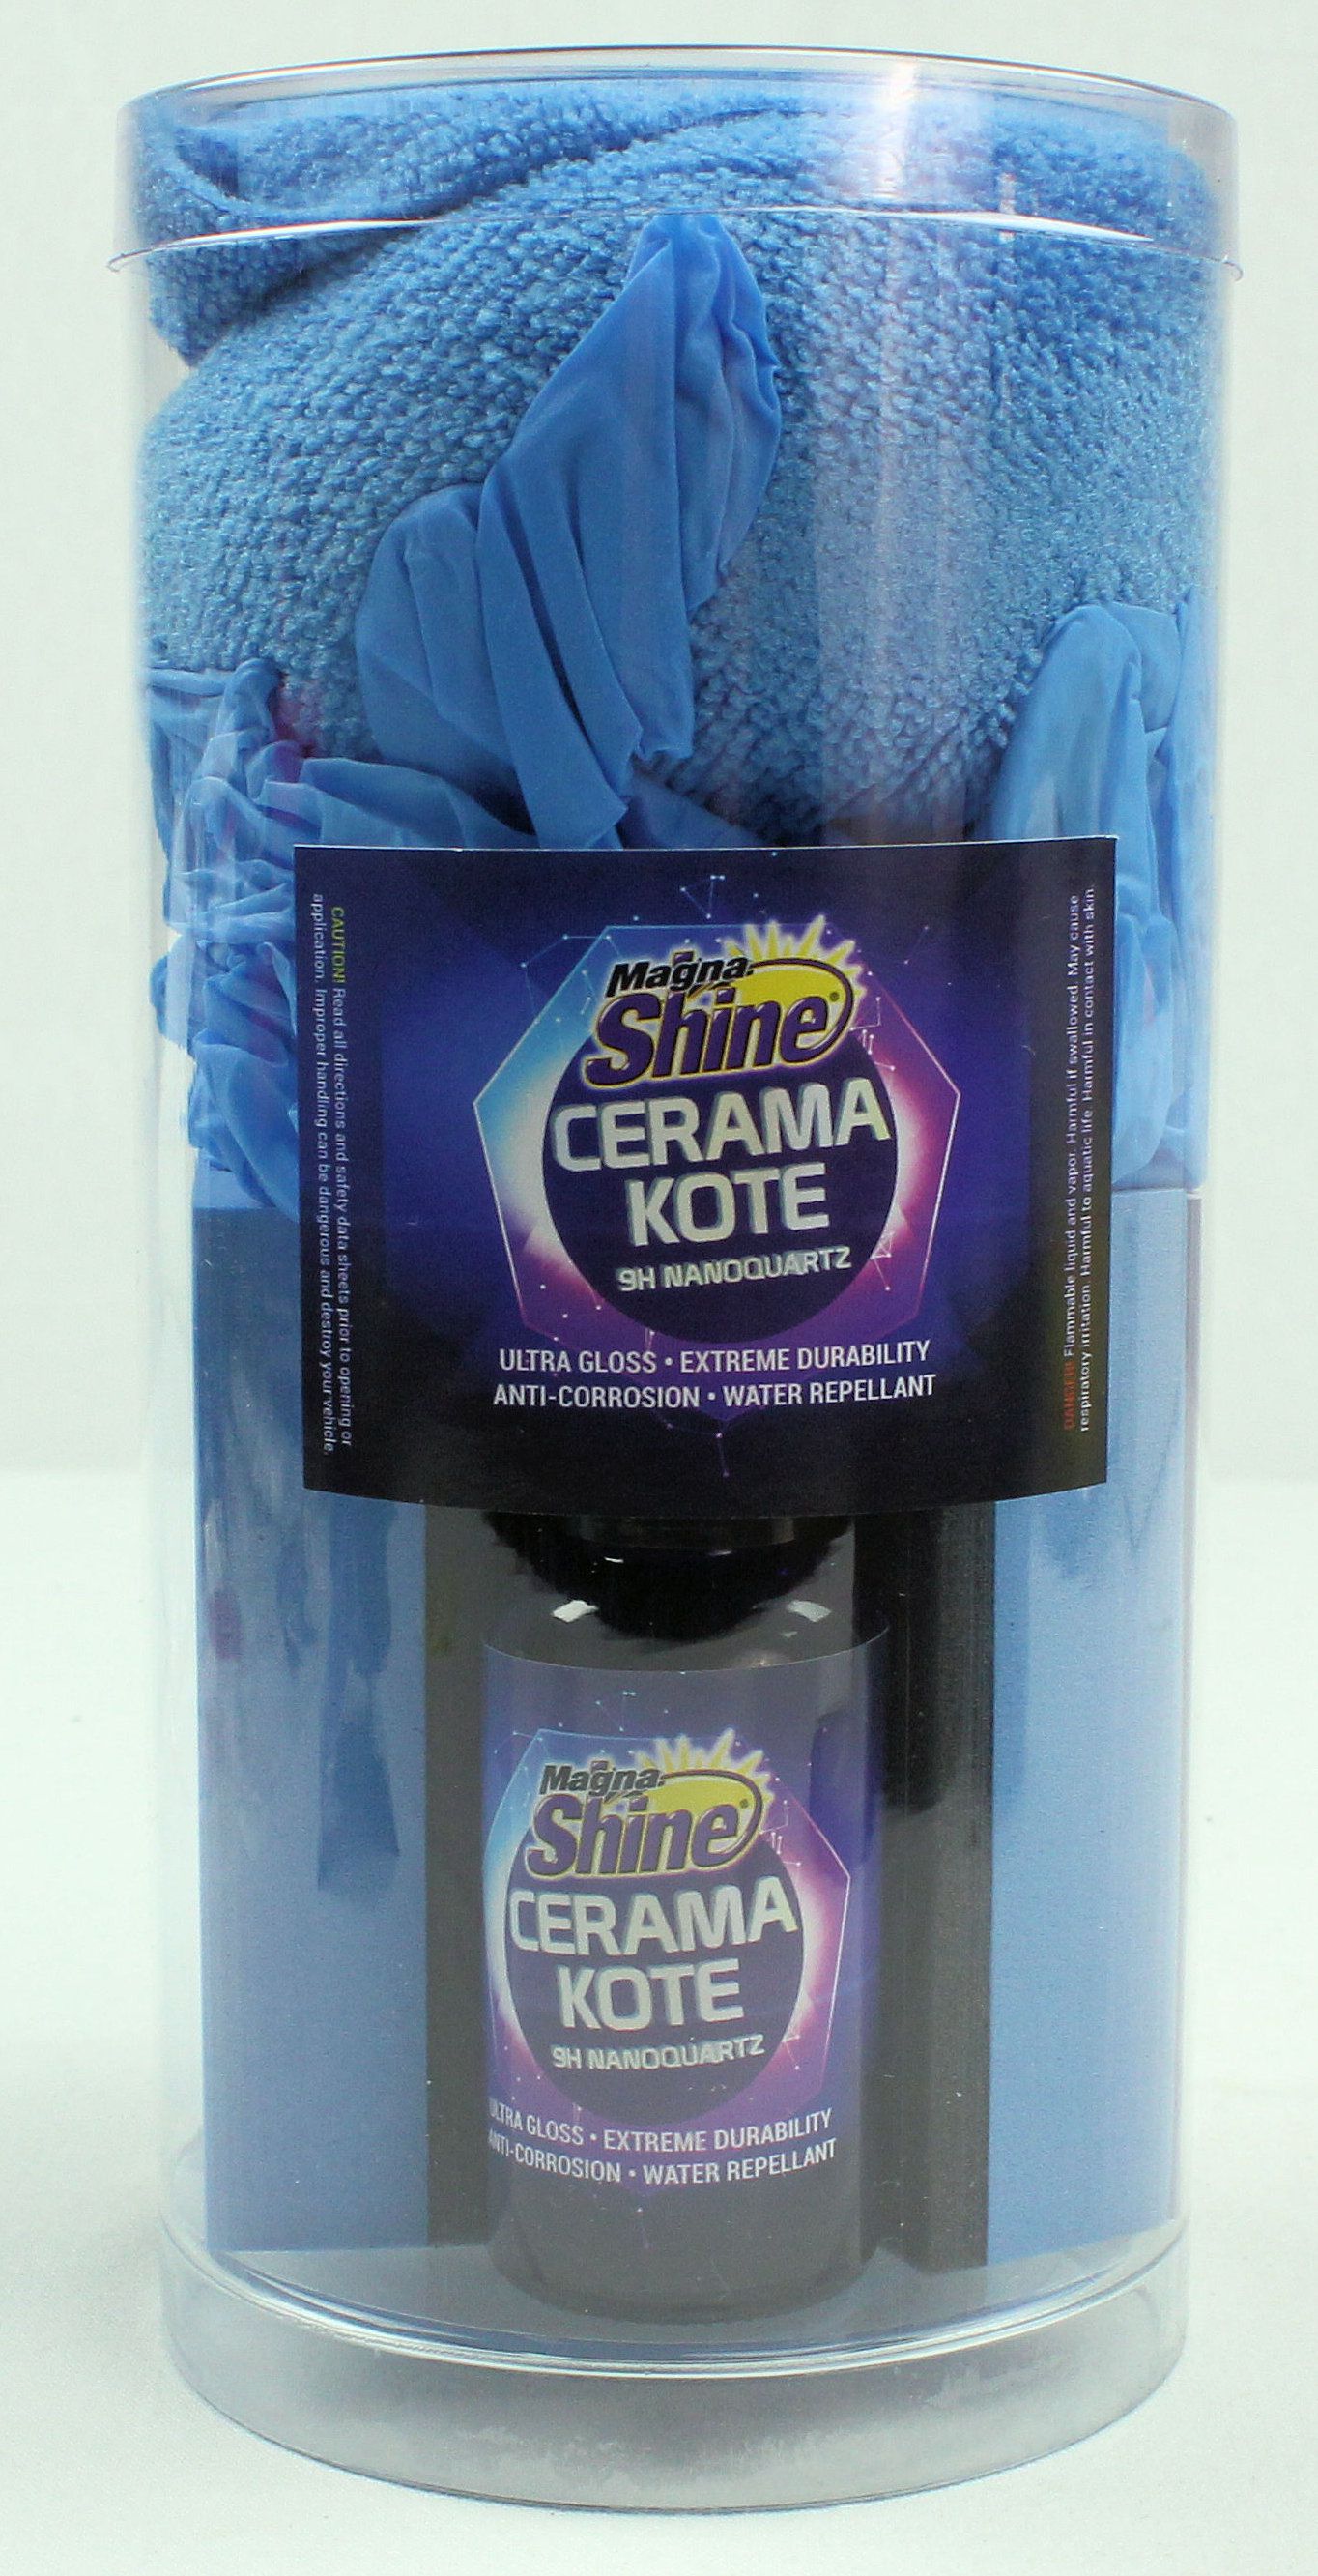 Magna
Shine®
CERAMA
KOTE
9H NANOQUARTZ
ULTRA GLOSS • EXTREME DURABILITY
ANTI-CORROSION • WATER REPELLANT
CAUTION! Read all directions and safety data sheets prior to opening or
application. Improper handling can be dangerous and destroy your vehicle.
DANGER! Flammable liquid and vapor. Harmful if swallowed. May cause
respiratory irritation. Harmful to aquatic life. Harmful in contact with skin.
Magna
Shine®
CERAMA
KOTE
9H NANOQUARTZ
ULTRA GLOSS • EXTREME DURABILITY
ANTI-CORROSION • WATER REPELLANT